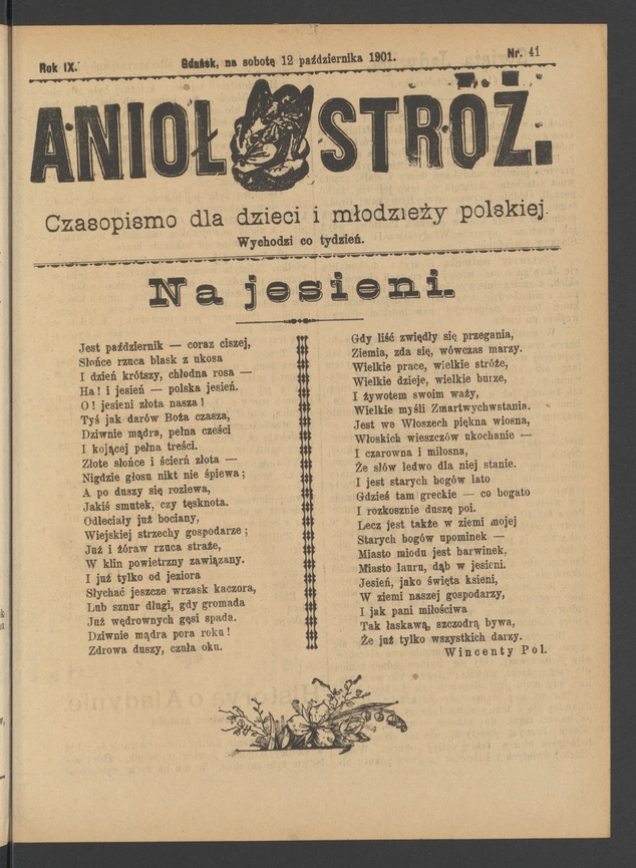 Rok IX.
Gdańsk, na sobotę 12 października 1901.
Nr. 41
ANIOŁ STRÓŻ.
Czasopismo dla dzieci i młodzieży polskiej.
Wychodzi co tydzień.
Na jesieni.
Jest październik — coraz ciszej,
Słońce rzuca blask z ukosa
I dzień krótszy, chłodna rosa —
Ha! i jesień — polska jesień.
O! jesieni złota nasza!
Tyś jak darów Boża czasza,
Dziwnie mądra, pełna cześci
I kojącej pełna treści.
Złote słońce i ścierń złota —
Nigdzie głosu nikt nie śpiewa;
A po duszy się rozlewa,
Jakiś smutek, czy tęsknota.
Odleciały już bociany,
Wiejskiej strzechy gospodarze;
Już i żóraw rzuca straże,
W klin powietrzny zawiązany.
I już tylko od jeziora
Słychać jeszcze wrzask kaczora,
Lub sznur długi, gdy gromada
Już wędrownych gęsi spada.
Dziwnie mądra pora roku!
Zdrowa duszy, czuła oku.
Gdy liść zwiędły się przegania,
Ziemia, zda się, wówczas marzy.
Wielkie prace, wielkie stróże,
Wielkie dzieje, wielkie burze,
I żywotem swoim waży,
Wielkie myśli Zmartwychwstania.
Jest we Włoszech piękna wiosna,
Włoskich wieszczów ukochanie —
I czarowna i miłosna,
Że słów ledwo dla niej stanie.
I jest starych bogów lato
Gdzieś tam greckie — co bogato
I rozkosznie duszę poi.
Lecz jest także w ziemi mojej
Starych bogów upominek —
Miasto miodu jest barwinek,
Miasto lauru, dąb w jesieni.
Jesień, jako święta ksieni,
W ziemi naszej gospodarzy,
I jak pani miłościwa
Tak łaskawą, szczodrą bywa,
Że już tylko wszystkich darzy.
Wincenty Pol.